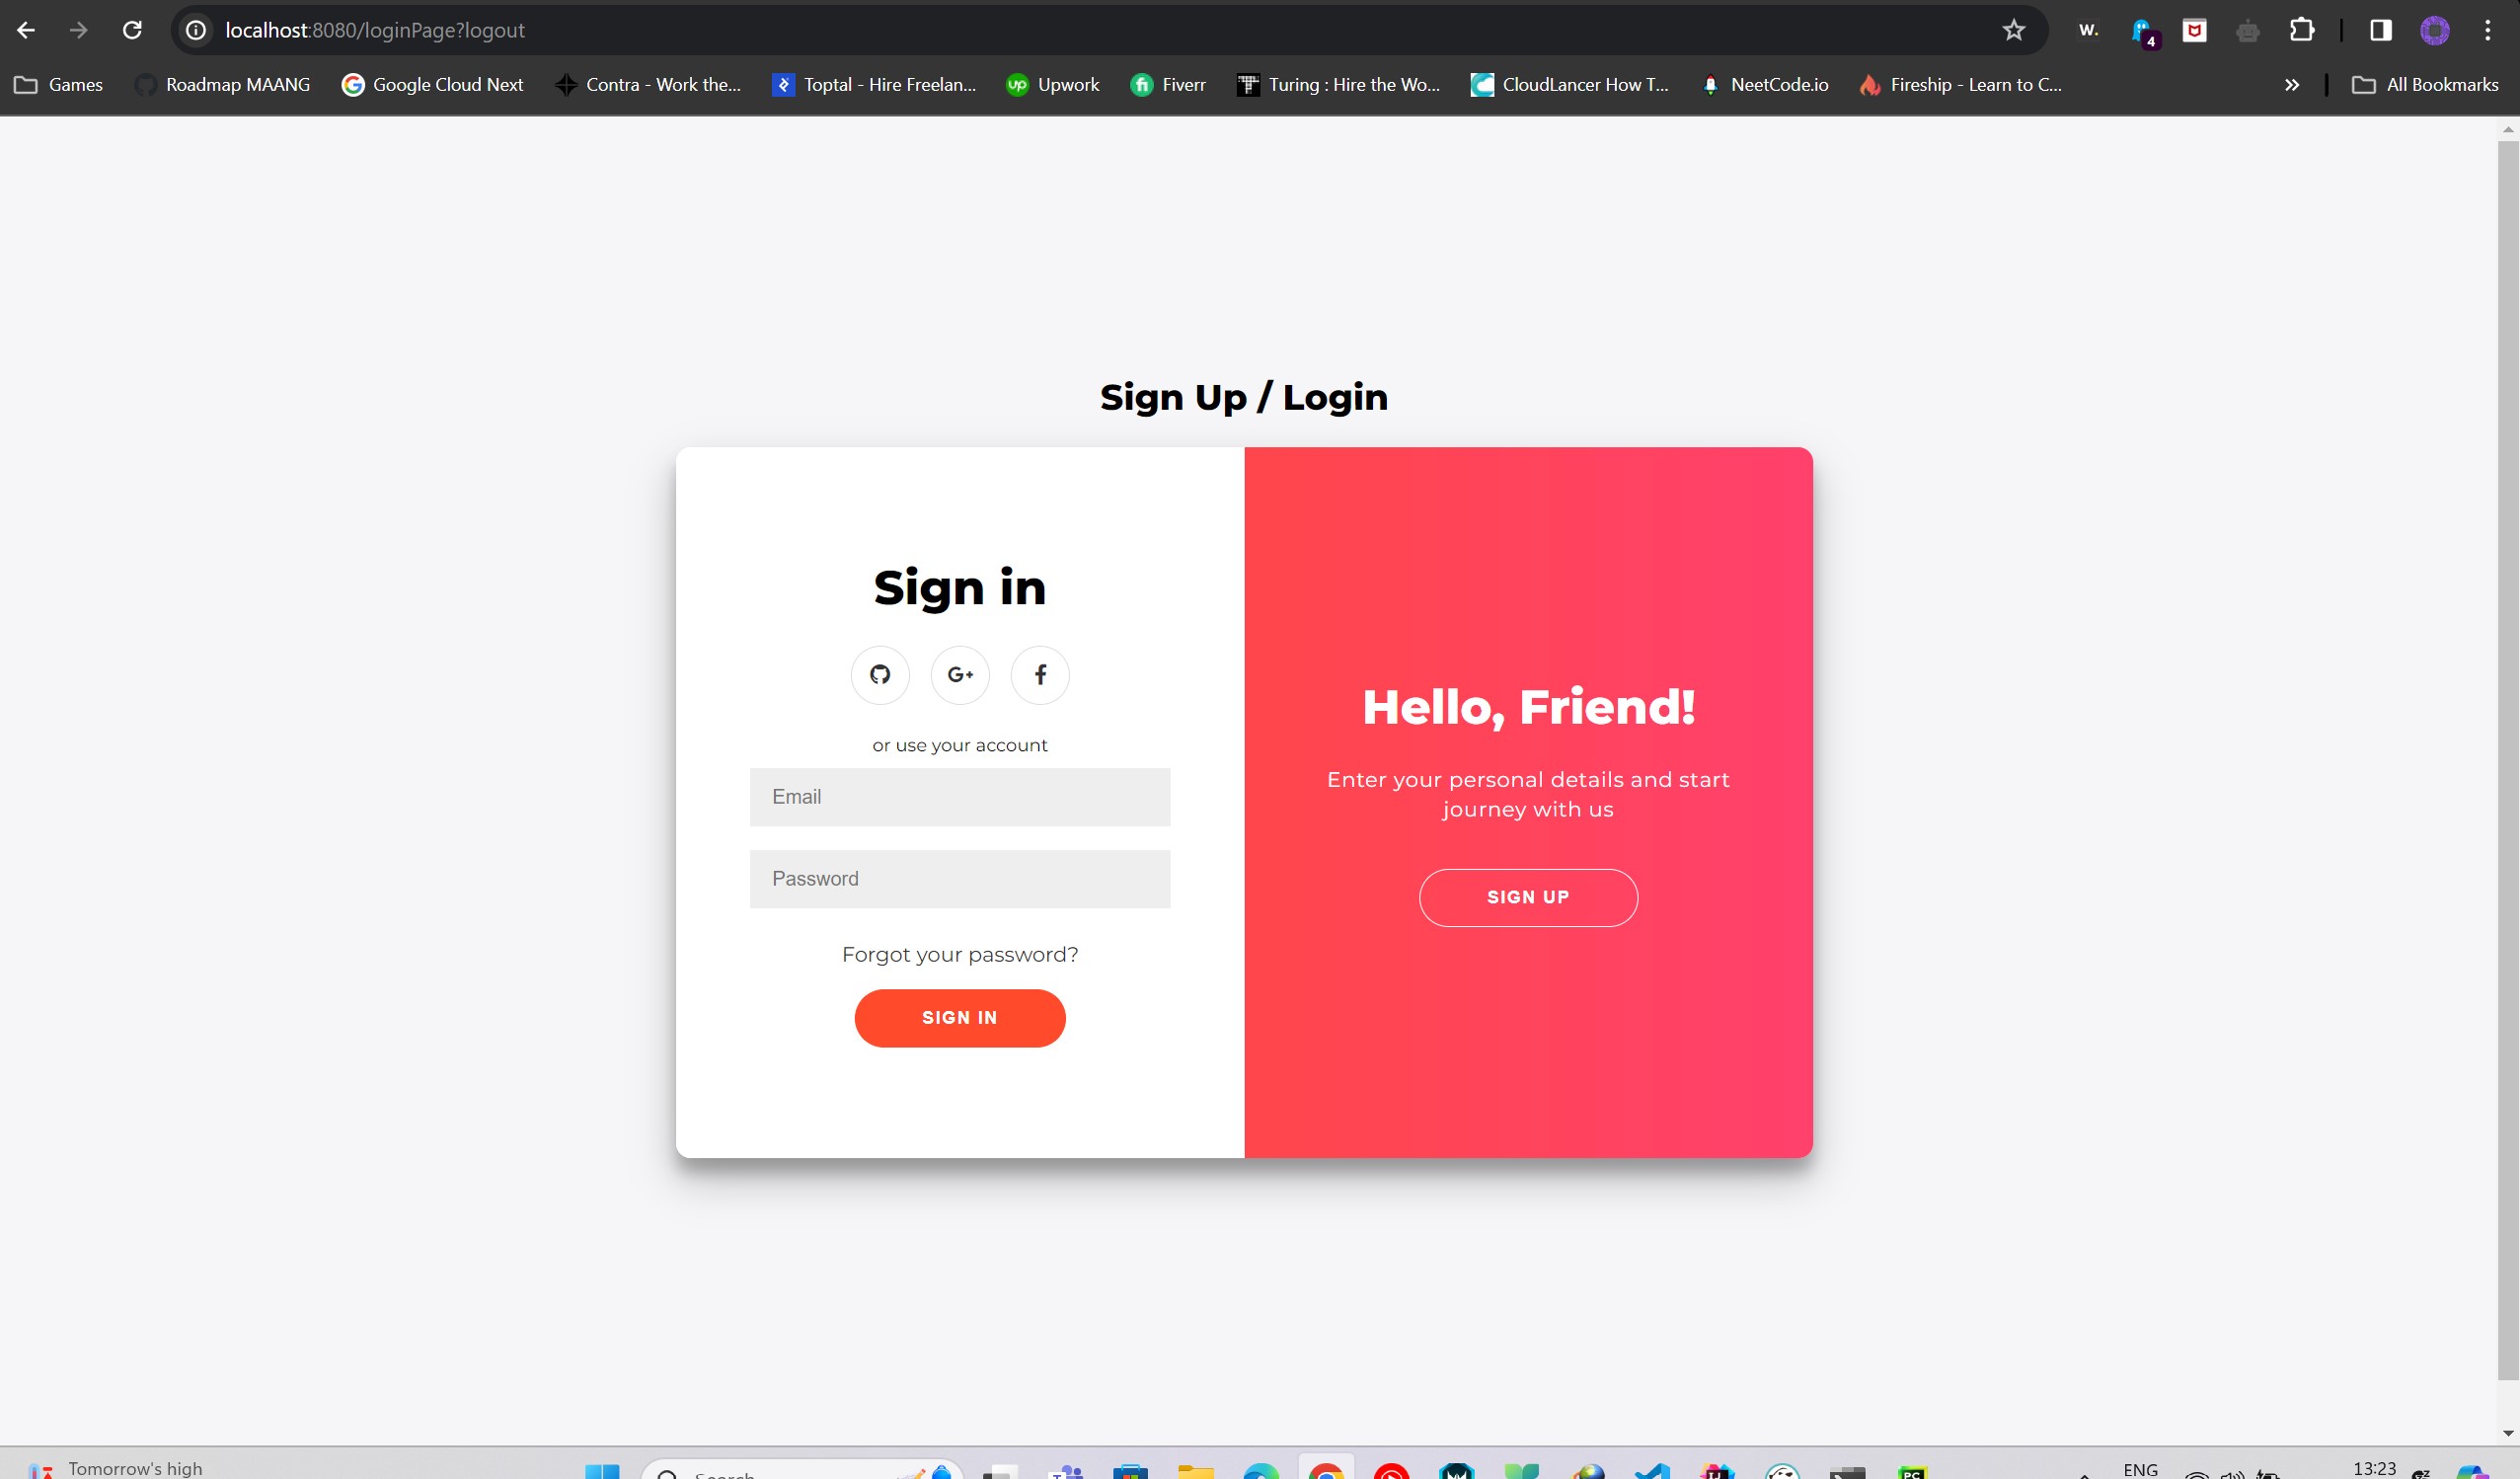 localhost:8080/loginPage?logout
W.
4
Games
Roadmap MAANG
Google Cloud Next
Contra - Work the...
Toptal - Hire Freelan...
up Upwork
fi Fiverr
Turing : Hire the Wo...
CloudLancer How T...
NeetCode.io
Fireship - Learn to C...
All Bookmarks
Sign Up / Login
Sign in
G+
f
or use your account
Email
Password
Forgot your password?
SIGN IN
Hello, Friend!
Enter your personal details and start
journey with us
SIGN UP
Tomorrow's high
Search
PC
ENG
13:23